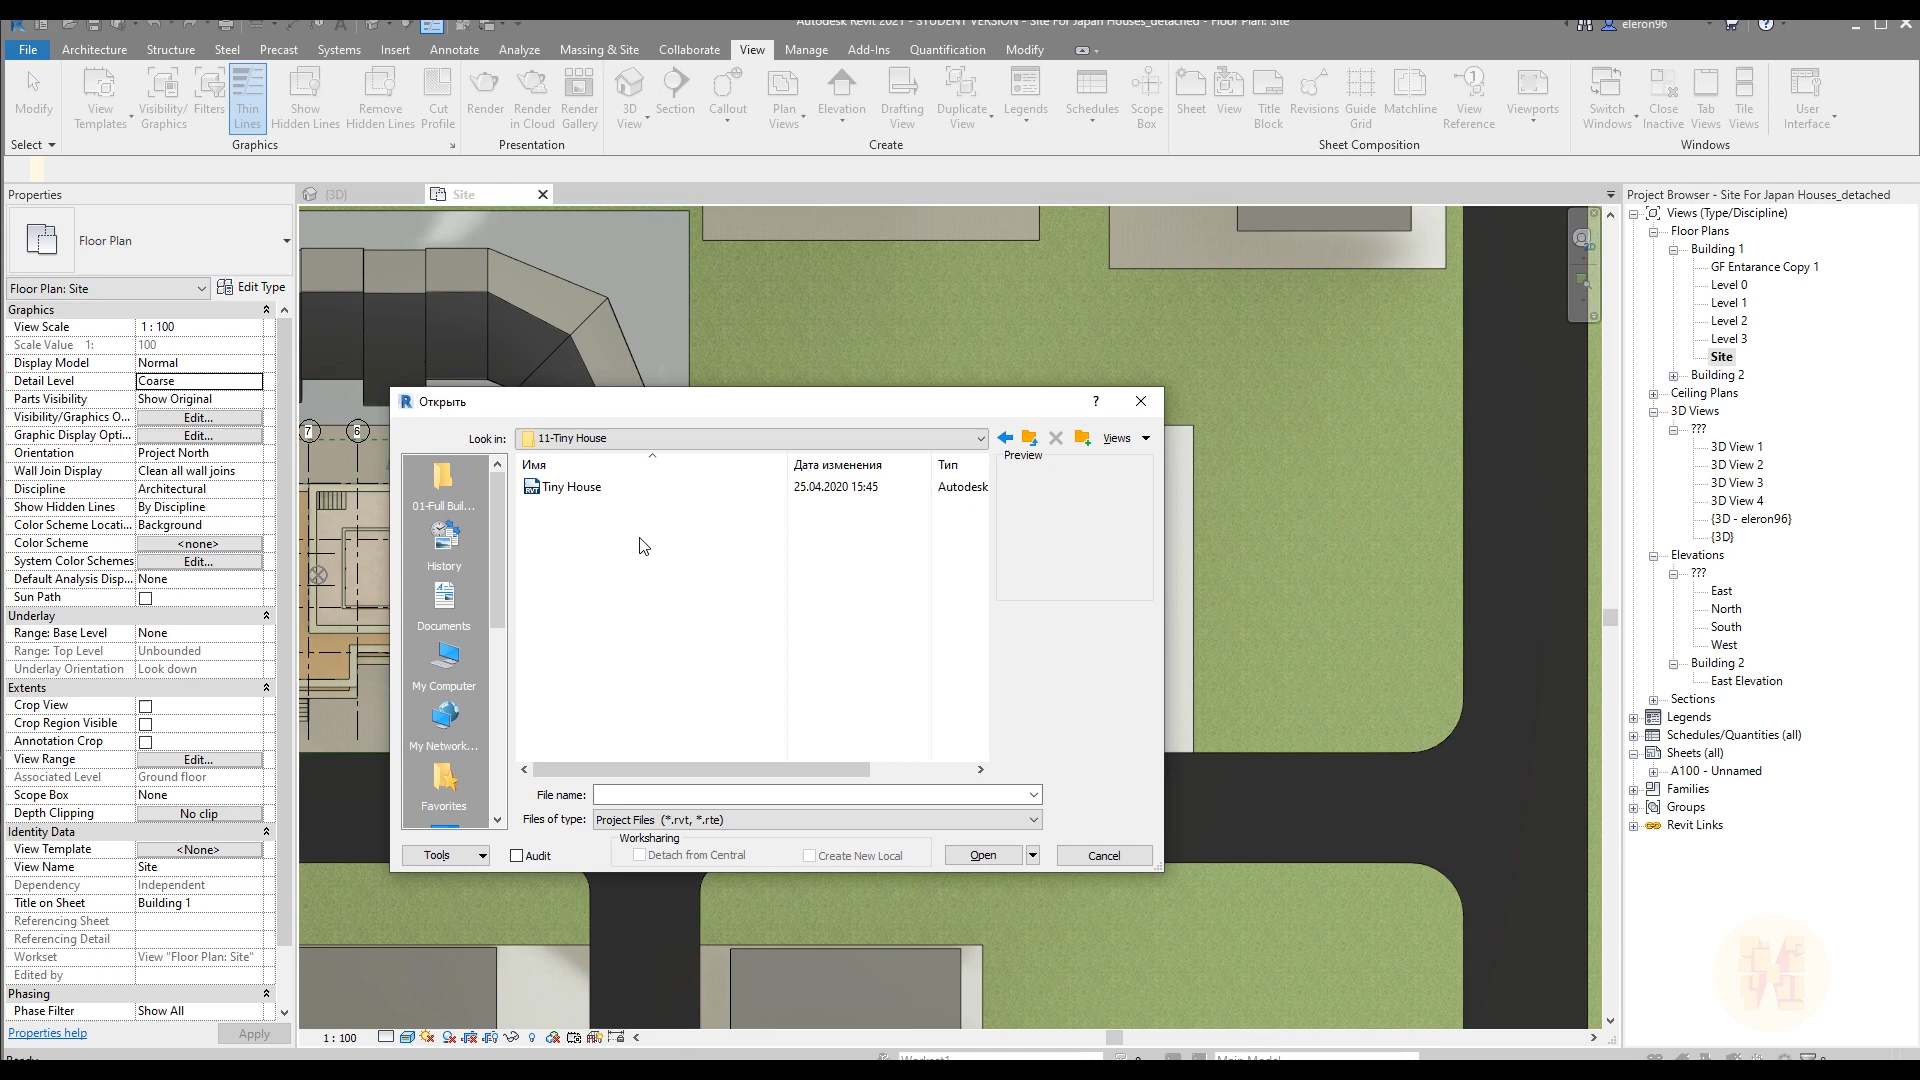 Autodesk Revit 2021 - STUDENT VERSION - Site For Japan Houses_detached - Floor Plan: Site
eleron96
File Architecture Structure Steel Precast Systems Insert Annotate Analyze Massing & Site Collaborate View Manage Add-Ins Quantification Modify
Modify
View Templates
Visibility/ Graphics
Filters
Thin Lines
Show Hidden Lines
Remove Hidden Lines
Cut Profile
Render
Render in Cloud
Render Gallery
3D View
Section
Callout
Plan Views
Elevation
Drafting View
Duplicate View
Legends
Schedules
Scope Box
Sheet
View
Title Block
Revisions
Guide Grid
Matchline
View Reference
Viewports
Switch Windows
Close Inactive
Tab Views
Tile Views
User Interface
Select Graphics Presentation Create Sheet Composition Windows
Properties
Floor Plan
Floor Plan: Site Edit Type
Graphics
View Scale 1 : 100
Scale Value 1: 100
Display Model Normal
Detail Level Coarse
Parts Visibility Show Original
Visibility/Graphics O... Edit...
Graphic Display Opti... Edit...
Orientation Project North
Wall Join Display Clean all wall joins
Discipline Architectural
Show Hidden Lines By Discipline
Color Scheme Locati... Background
Color Scheme <none>
System Color Schemes Edit...
Default Analysis Disp... None
Sun Path
Underlay
Range: Base Level None
Range: Top Level Unbounded
Underlay Orientation Look down
Extents
Crop View
Crop Region Visible
Annotation Crop
View Range Edit...
Associated Level Ground floor
Scope Box None
Depth Clipping No clip
Identity Data
View Template <None>
View Name Site
Dependency Independent
Title on Sheet Building 1
Referencing Sheet
Referencing Detail
Workset View "Floor Plan: Site"
Edited by
Phasing
Phase Filter Show All
Properties help Apply
Ready
{3D} Site
7 6
Открыть
Look in: 11-Tiny House Views
Имя Дата изменения Тип
Tiny House 25.04.2020 15:45 Autodesk
Preview
01-Full Buil...
History
Documents
My Computer
My Network...
Favorites
File name:
Files of type: Project Files (*.rvt, *.rte)
Worksharing
Tools Audit Detach from Central Create New Local Open Cancel
1 : 100
Workset1
Main Model
Project Browser - Site For Japan Houses_detached
Views (Type/Discipline)
Floor Plans
Building 1
GF Entarance Copy 1
Level 0
Level 1
Level 2
Level 3
Site
Building 2
Ceiling Plans
3D Views
???
3D View 1
3D View 2
3D View 3
3D View 4
{3D - eleron96}
{3D}
Elevations
???
East
North
South
West
Building 2
East Elevation
Sections
Legends
Schedules/Quantities (all)
Sheets (all)
A100 - Unnamed
Families
Groups
Revit Links